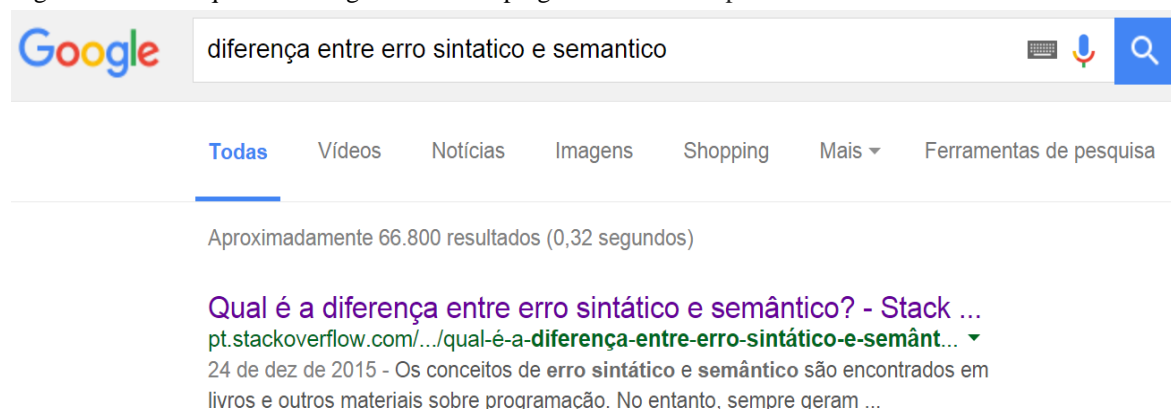 Google
diferença entre erro sintatico e semantico
Todas Vídeos Notícias Imagens Shopping Mais Ferramentas de pesquisa
Aproximadamente 66.800 resultados (0,32 segundos)
Qual é a diferença entre erro sintático e semântico? - Stack ...
pt.stackoverflow.com/.../qual-é-a-diferença-entre-erro-sintático-e-semânt...
24 de dez de 2015 - Os conceitos de erro sintático e semântico são encontrados em
livros e outros materiais sobre programação. No entanto, sempre geram ...